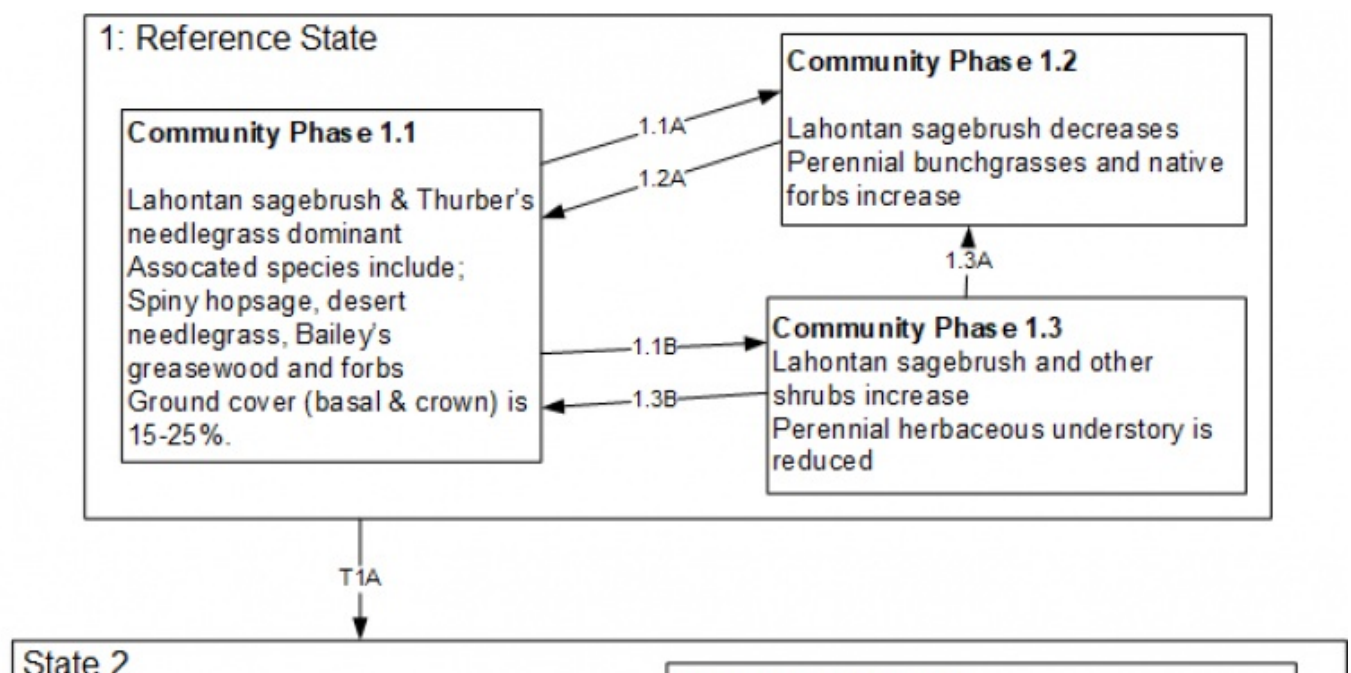 1: Reference State
Community Phase 1.1
Lahontan sagebrush & Thurber's
needlegrass dominant
Assocated species include;
Spiny hopsage, desert
needlegrass, Bailey's
greasewood and forbs
Ground cover (basal & crown) is
15-25%.
1.1A
1.2A
1.1B
1.3B
Community Phase 1.2
Lahontan sagebrush decreases
Perennial bunchgrasses and native
forbs increase
1.3A
Community Phase 1.3
Lahontan sagebrush and other
shrubs increase
Perennial herbaceous understory is
reduced
T1A
State 2